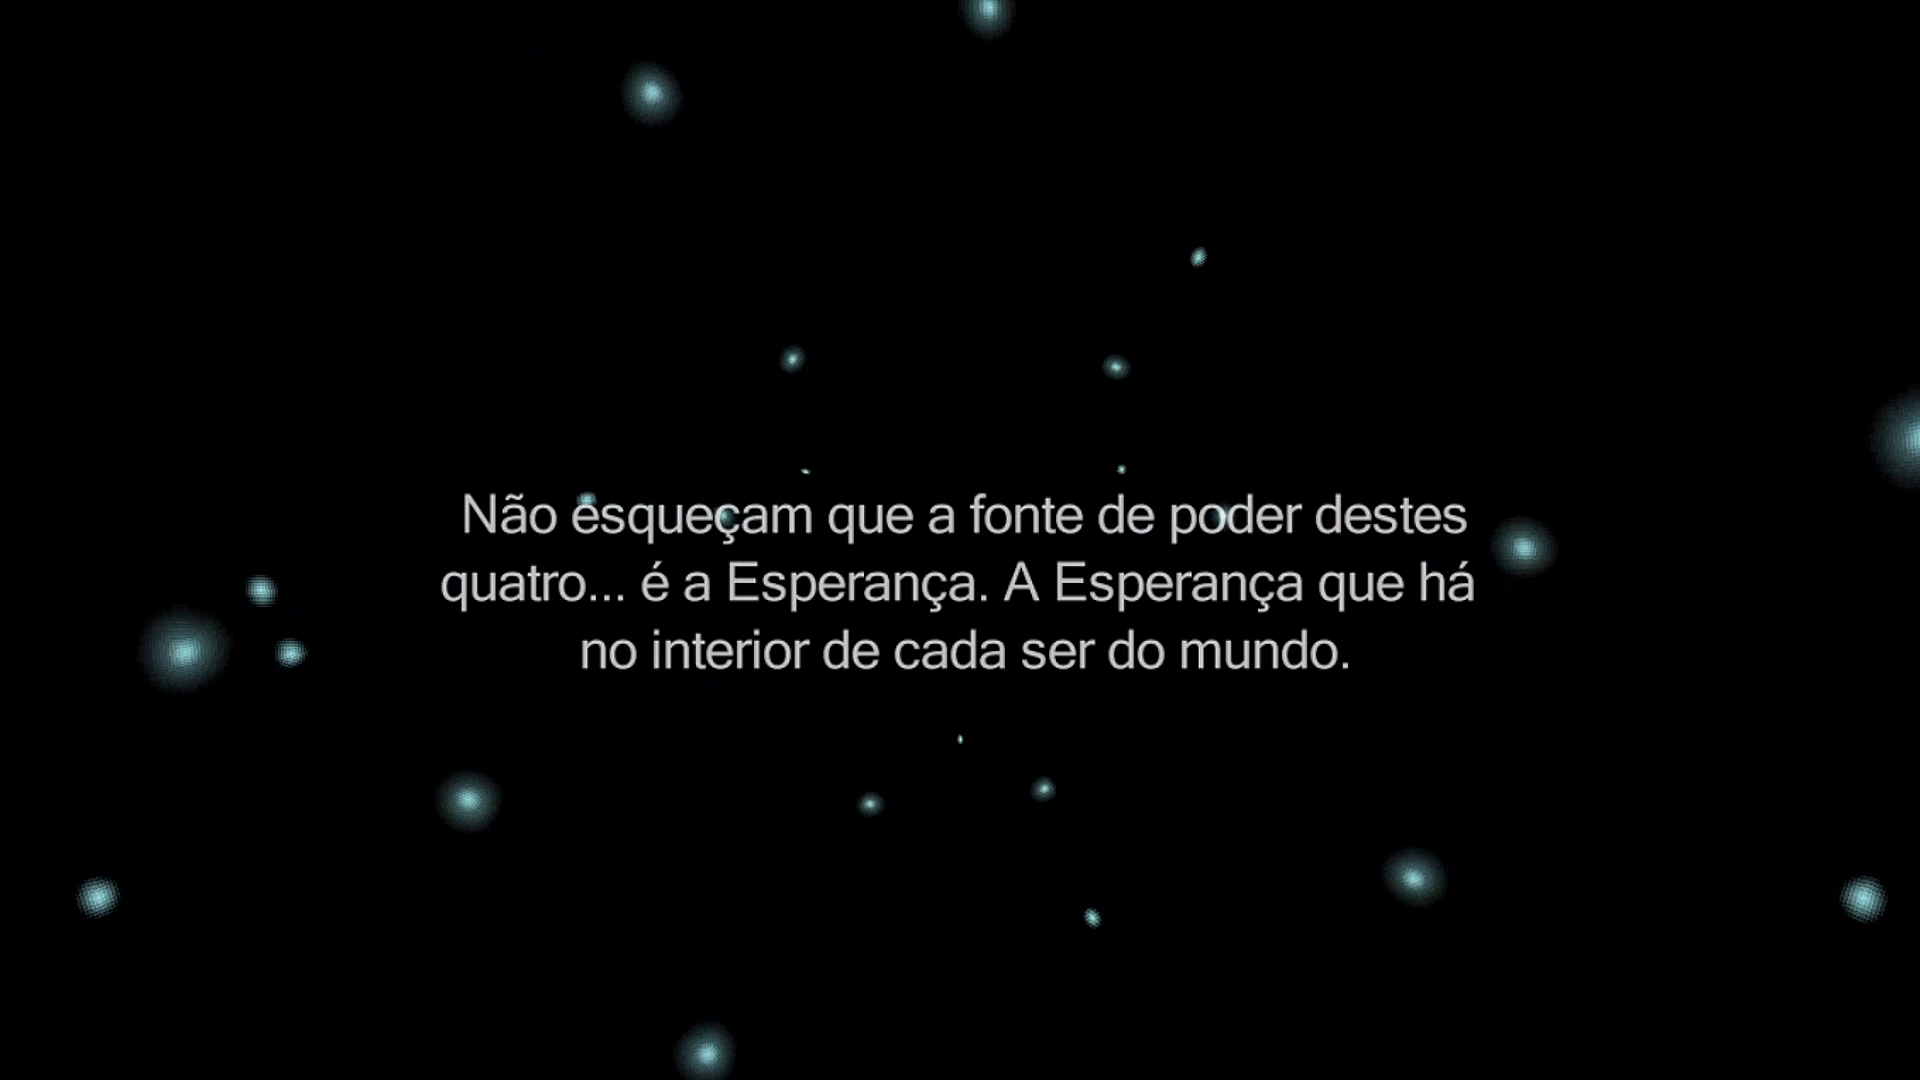 Não esqueçam que a fonte de poder destes
quatro... é a Esperança. A Esperança que há
no interior de cada ser do mundo.